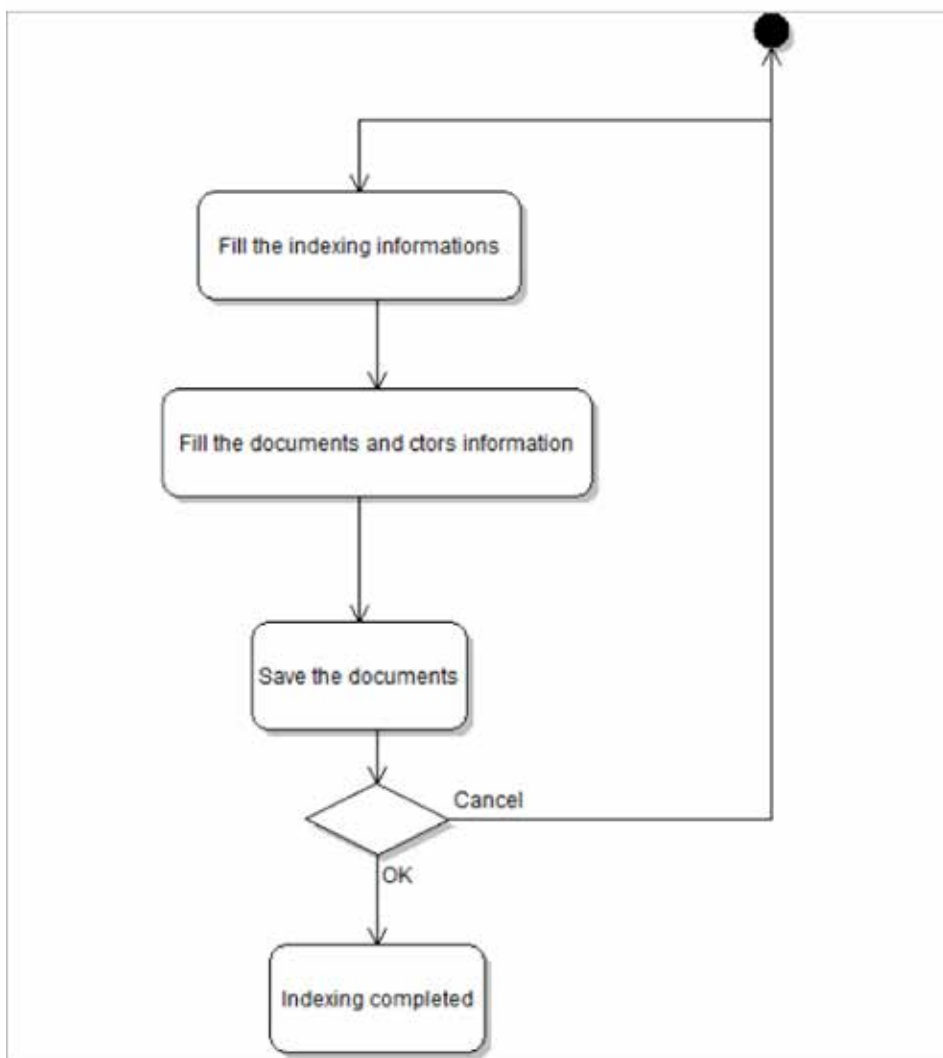 Fill the indexing informations
Fill the documents and ctors information
Save the documents
Cancel
OK
Indexing completed